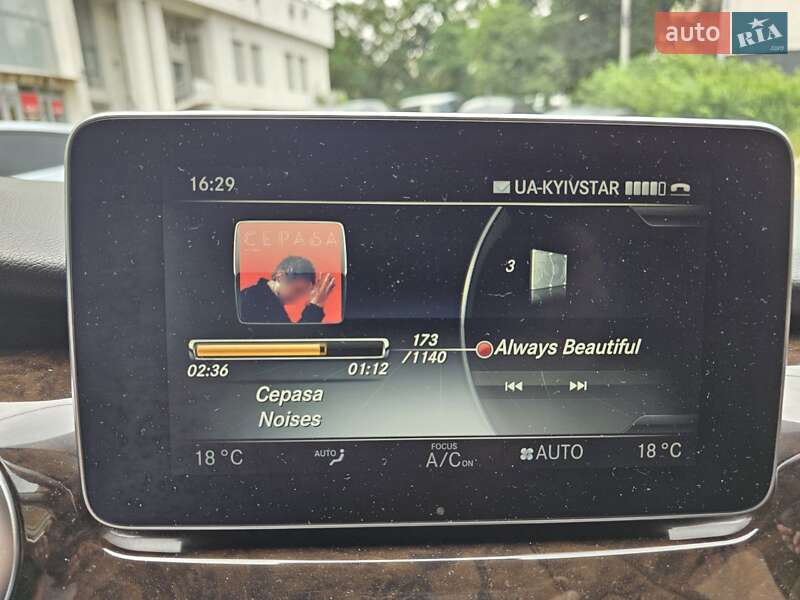 auto RIA.com
16:29
UA-KYIVSTAR
CEPASA
3
173
/1140
Always Beautiful
02:36
01:12
Cepasa
Noises
18 °C
AUTO
FOCUS
A/C ON
AUTO
18 °C